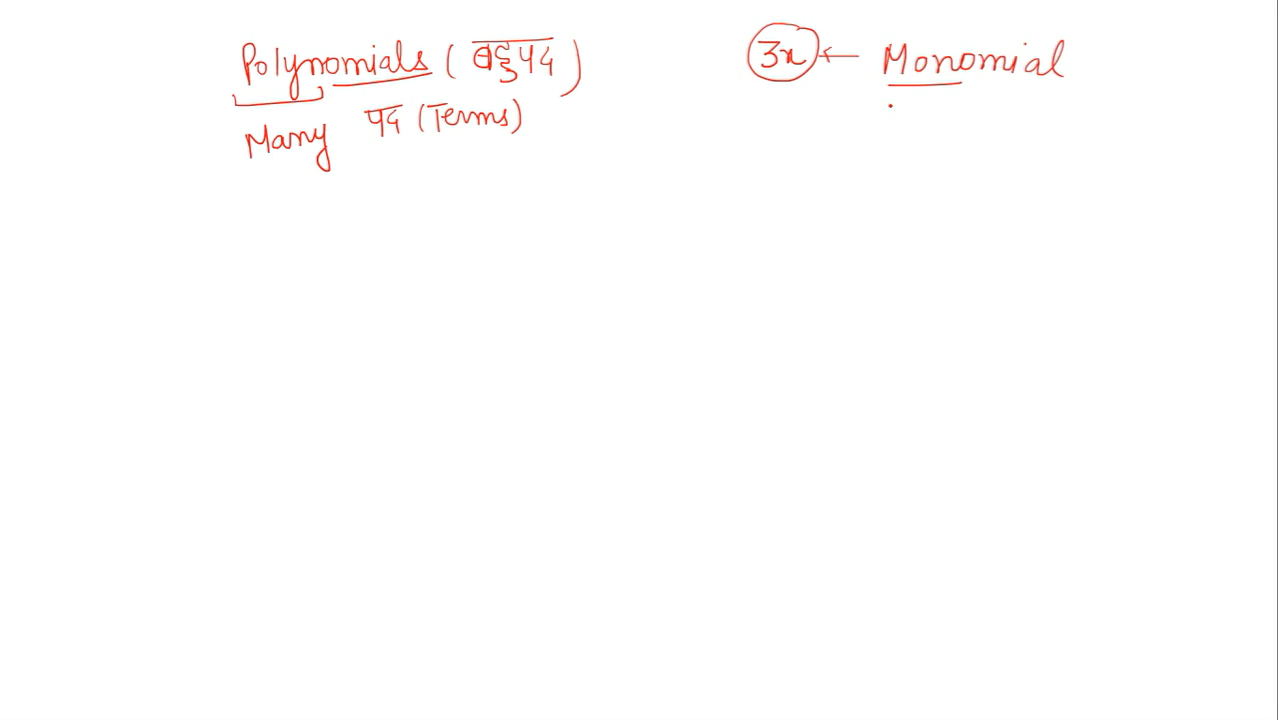 Polynomials (बहुपद)
Many पद (Terms)
3x ← Monomial